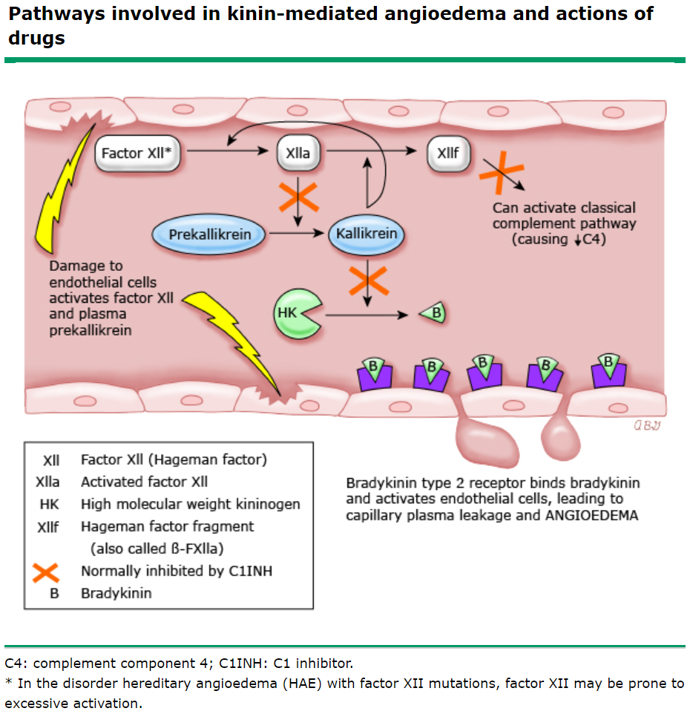 Pathways involved in kinin-mediated angioedema and actions of
drugs
Factor XII*
XIIa
XIIf
Can activate classical
complement pathway
(causing ↓C4)
Prekallikrein
Kallikrein
Damage to
endothelial cells
activates factor XII
and plasma
prekallikrein
HK
B
B
B
B
B
B
XII Factor XII (Hageman factor)
XIIa Activated factor XII
HK High molecular weight kininogen
XIIf Hageman factor fragment
(also called ß-FXIIa)
Normally inhibited by C1INH
B Bradykinin
Bradykinin type 2 receptor binds bradykinin
and activates endothelial cells, leading to
capillary plasma leakage and ANGIOEDEMA
C4: complement component 4; C1INH: C1 inhibitor.
* In the disorder hereditary angioedema (HAE) with factor XII mutations, factor XII may be prone to
excessive activation.